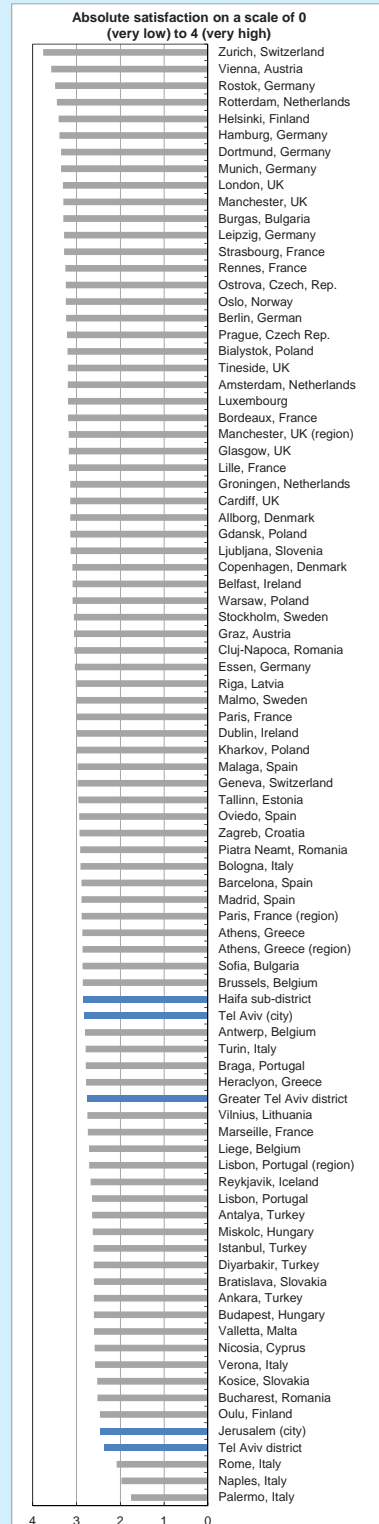 Absolute satisfaction on a scale of 0
(very low) to 4 (very high)
Zurich, Switzerland
Vienna, Austria
Rostok, Germany
Rotterdam, Netherlands
Helsinki, Finland
Hamburg, Germany
Dortmund, Germany
Munich, Germany
London, UK
Manchester, UK
Burgas, Bulgaria
Leipzig, Germany
Strasbourg, France
Rennes, France
Ostrova, Czech, Rep.
Oslo, Norway
Berlin, German
Prague, Czech Rep.
Bialystok, Poland
Tineside, UK
Amsterdam, Netherlands
Luxembourg
Bordeaux, France
Manchester, UK (region)
Glasgow, UK
Lille, France
Groningen, Netherlands
Cardiff, UK
Allborg, Denmark
Gdansk, Poland
Ljubljana, Slovenia
Copenhagen, Denmark
Belfast, Ireland
Warsaw, Poland
Stockholm, Sweden
Graz, Austria
Cluj-Napoca, Romania
Essen, Germany
Riga, Latvia
Malmo, Sweden
Paris, France
Dublin, Ireland
Kharkov, Poland
Malaga, Spain
Geneva, Switzerland
Tallinn, Estonia
Oviedo, Spain
Zagreb, Croatia
Piatra Neamt, Romania
Bologna, Italy
Barcelona, Spain
Madrid, Spain
Paris, France (region)
Athens, Greece
Athens, Greece (region)
Sofia, Bulgaria
Brussels, Belgium
Haifa sub-district
Tel Aviv (city)
Antwerp, Belgium
Turin, Italy
Braga, Portugal
Heraclyon, Greece
Greater Tel Aviv district
Vilnius, Lithuania
Marseille, France
Liege, Belgium
Lisbon, Portugal (region)
Reykjavik, Iceland
Lisbon, Portugal
Antalya, Turkey
Miskolc, Hungary
Istanbul, Turkey
Diyarbakir, Turkey
Bratislava, Slovakia
Ankara, Turkey
Budapest, Hungary
Valletta, Malta
Nicosia, Cyprus
Verona, Italy
Kosice, Slovakia
Bucharest, Romania
Oulu, Finland
Jerusalem (city)
Tel Aviv district
Rome, Italy
Naples, Italy
Palermo, Italy
4 3 2 1 0